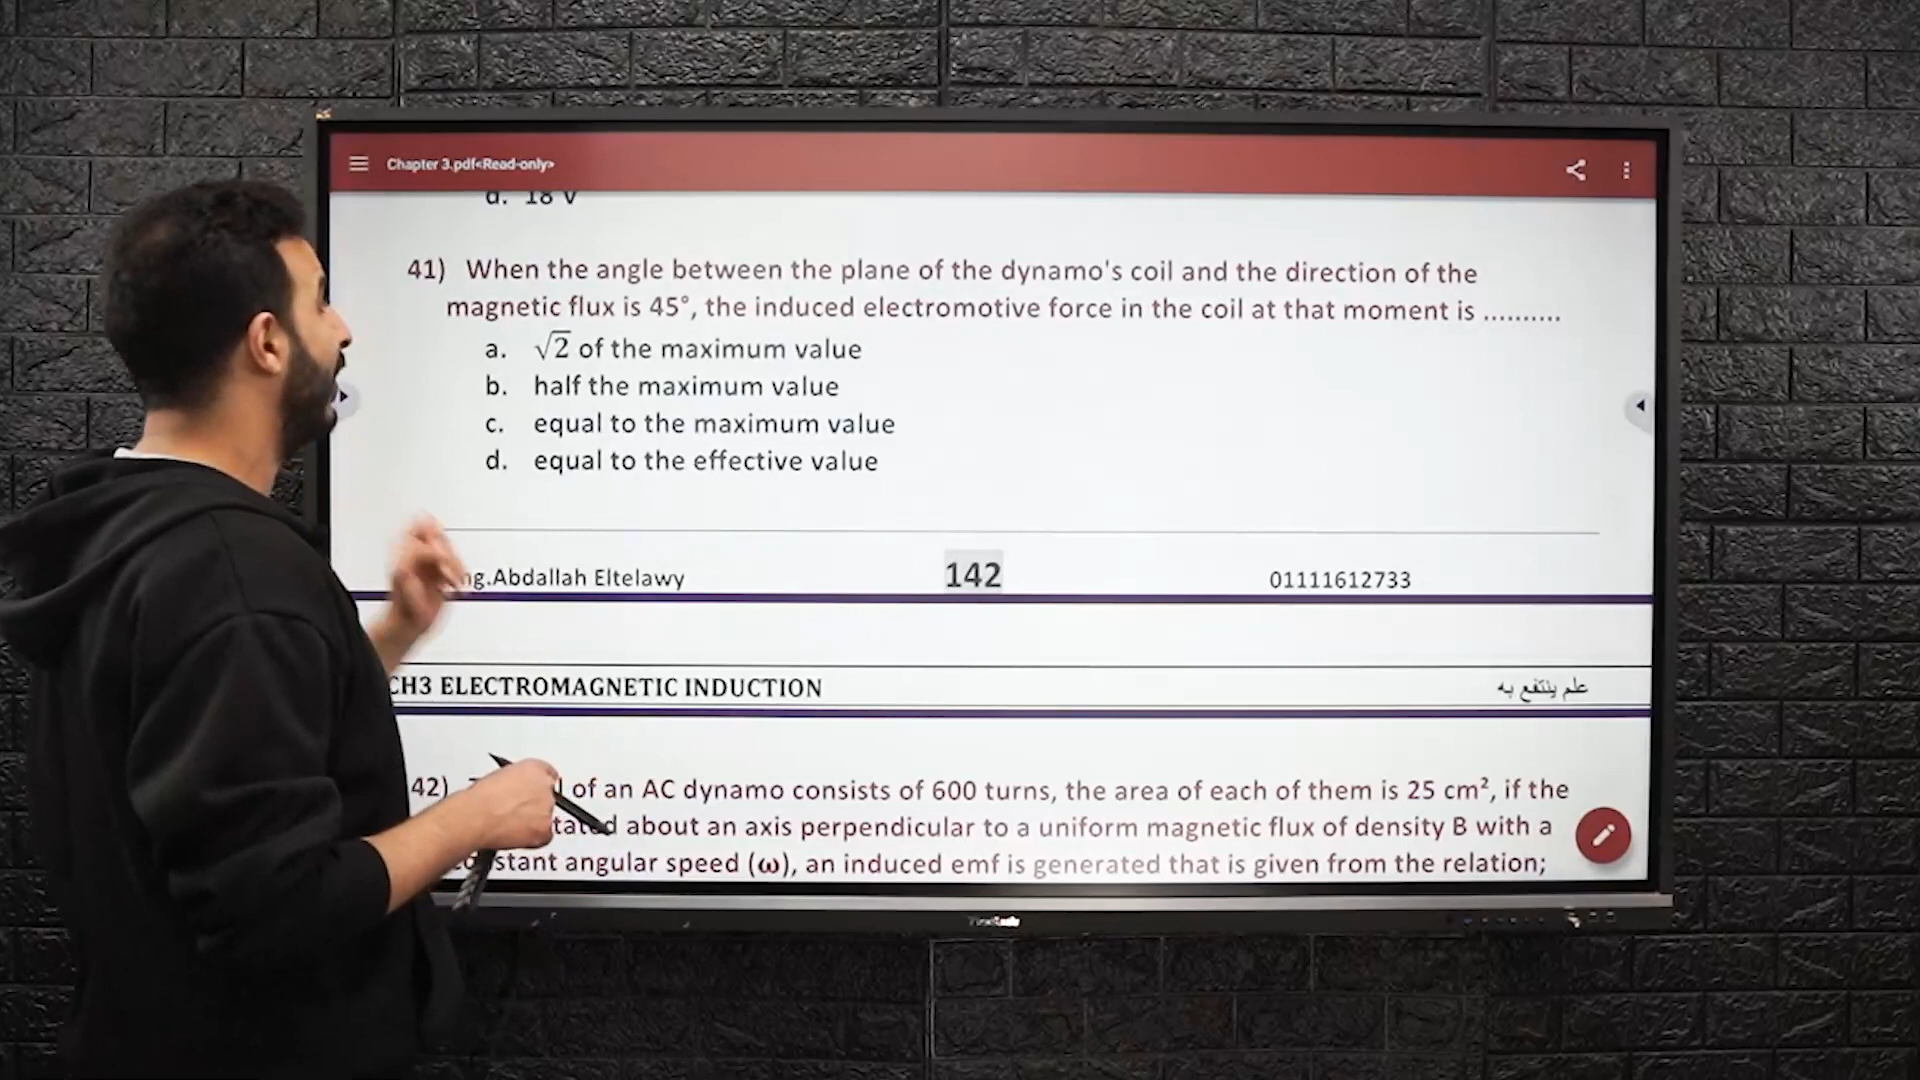 Chapter 3.pdf<Read-only>
d. 18 V
41) When the angle between the plane of the dynamo's coil and the direction of the
magnetic flux is 45°, the induced electromotive force in the coil at that moment is ..........
a. √2 of the maximum value
b. half the maximum value
c. equal to the maximum value
d. equal to the effective value
ng.Abdallah Eltelawy 142 01111612733
CH3 ELECTROMAGNETIC INDUCTION علم ينتفع به
42) of an AC dynamo consists of 600 turns, the area of each of them is 25 cm², if the
about an axis perpendicular to a uniform magnetic flux of density B with a
stant angular speed (ω), an induced emf is generated that is given from the relation;